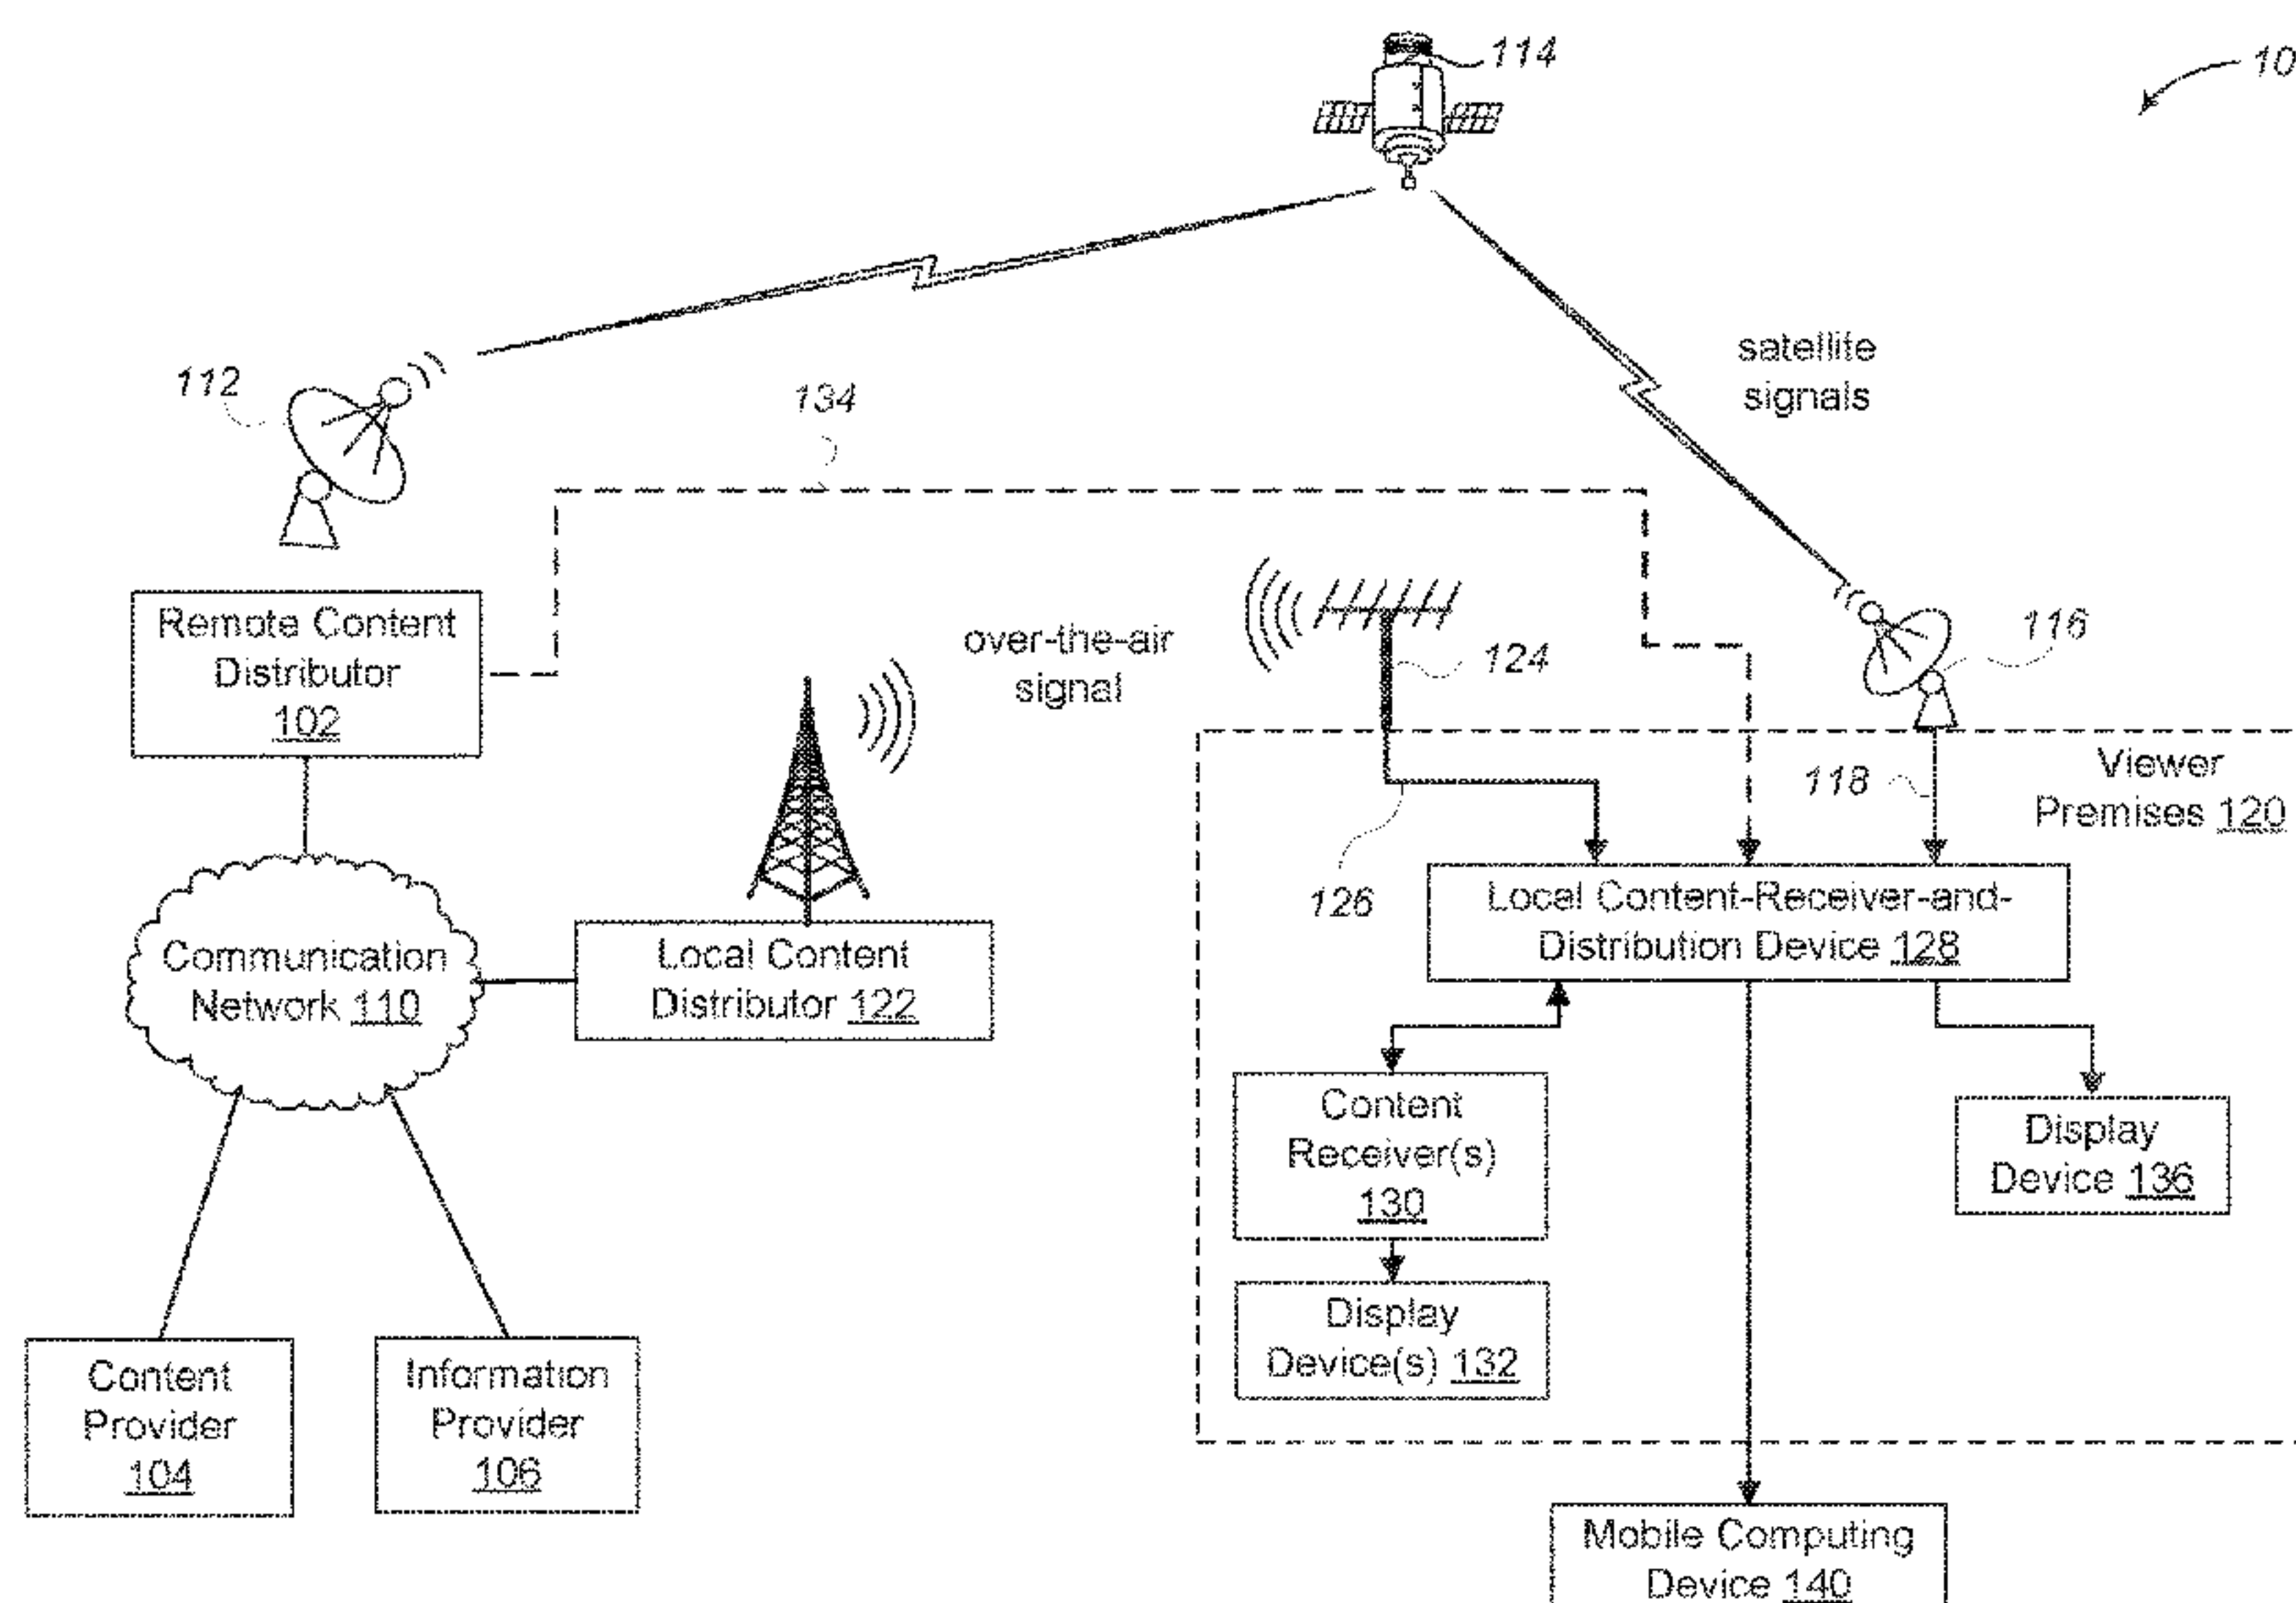 114
10
satellite
signals
112
134
Remote Content
Distributor
102
over-the-air
signal
124
116
Viewer
Premises 120
118
126
Local Content-Receiver-and-
Distribution Device 128
Communication
Network 110
Local Content
Distributor 122
Content
Receiver(s)
130
Display
Device 136
Display
Device(s) 132
Content
Provider
104
Information
Provider
106
Mobile Computing
Device 140